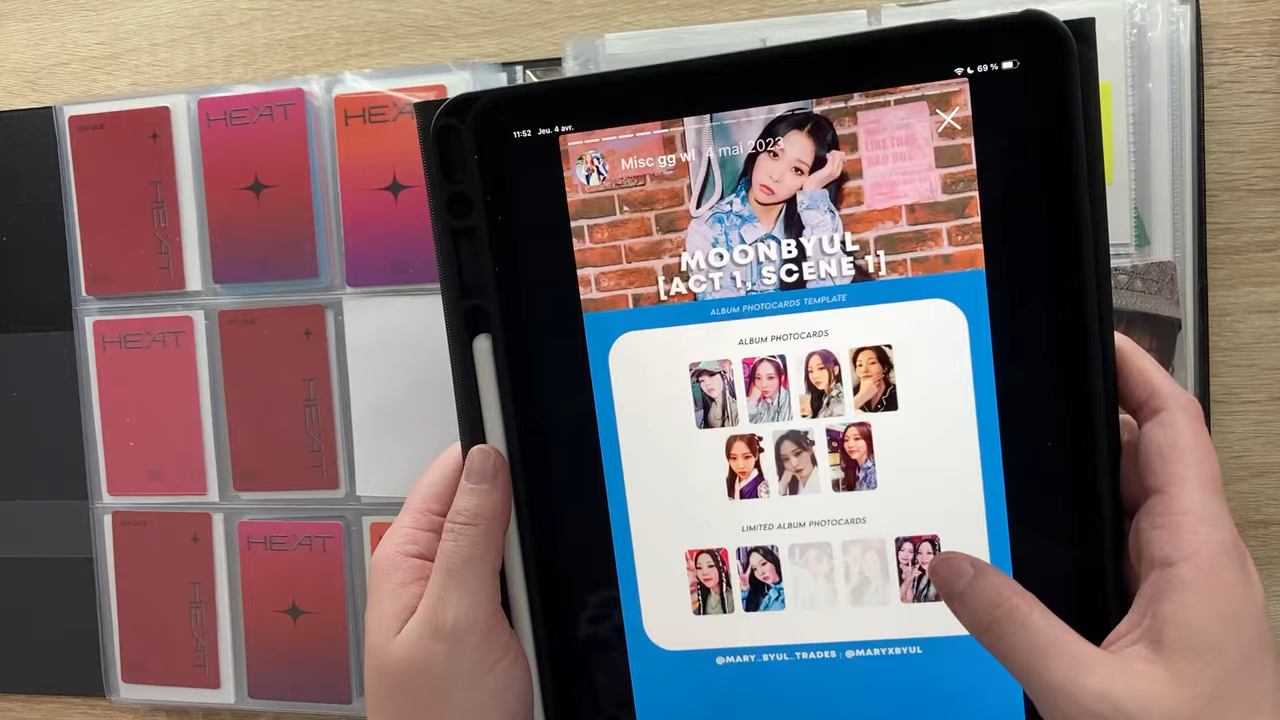 HEAT
HEAT
HEAT
HEAT
HEAT
HEAT
HEAT
11:52 Jeu. 4 avr.
69 %
Misc gg wl 4 mai 2023
MOONBYUL
[ACT 1, SCENE 1]
ALBUM PHOTOCARDS TEMPLATE
ALBUM PHOTOCARDS
LIMITED ALBUM PHOTOCARDS
@MARY_BYUL_TRADES | @MARYXBYUL